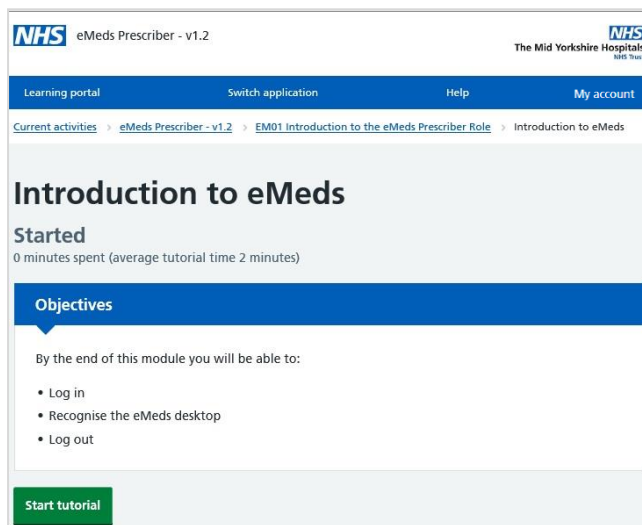 NHS eMeds Prescriber - v1.2
NHS
The Mid Yorkshire Hospitals
NHS Trust
Learning portal Switch application Help My account
Current activities > eMeds Prescriber - v1.2 > EM01 Introduction to the eMeds Prescriber Role > Introduction to eMeds
Introduction to eMeds
Started
0 minutes spent (average tutorial time 2 minutes)
Objectives
By the end of this module you will be able to:
• Log in
• Recognise the eMeds desktop
• Log out
Start tutorial